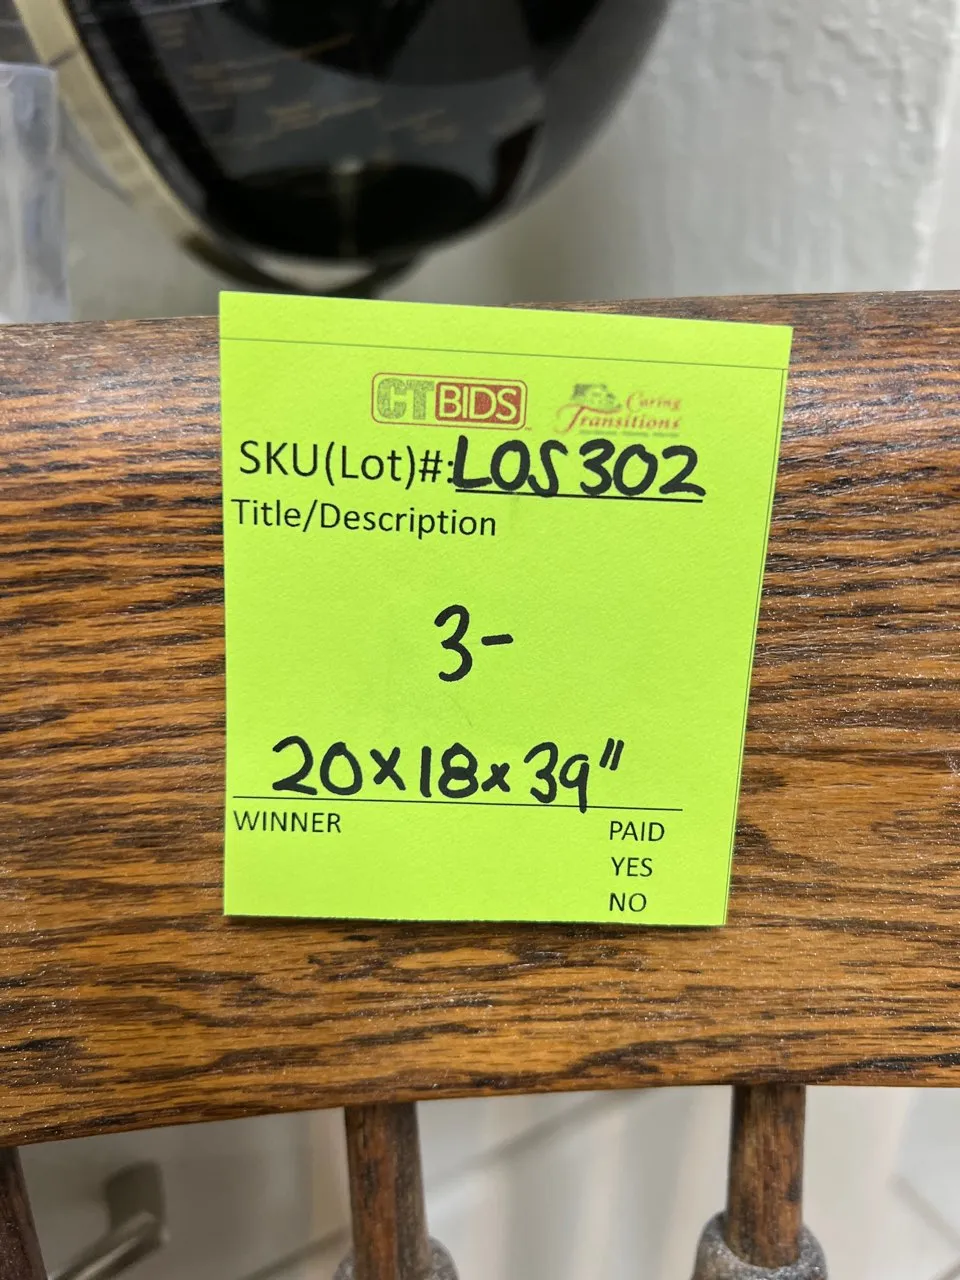 CTBIDS
Caring
Transitions
SKU(Lot)#:LOS302
Title/Description
3-
20x18x39"
WINNER
PAID
YES
NO